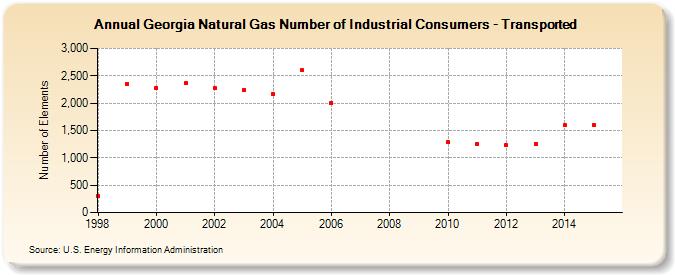 Annual Georgia Natural Gas Number of Industrial Consumers - Transported
Number of Elements
3,000
2,500
2,000
1,500
1,000
500
0
1998 2000 2002 2004 2006 2008 2010 2012 2014
Source: U.S. Energy Information Administration